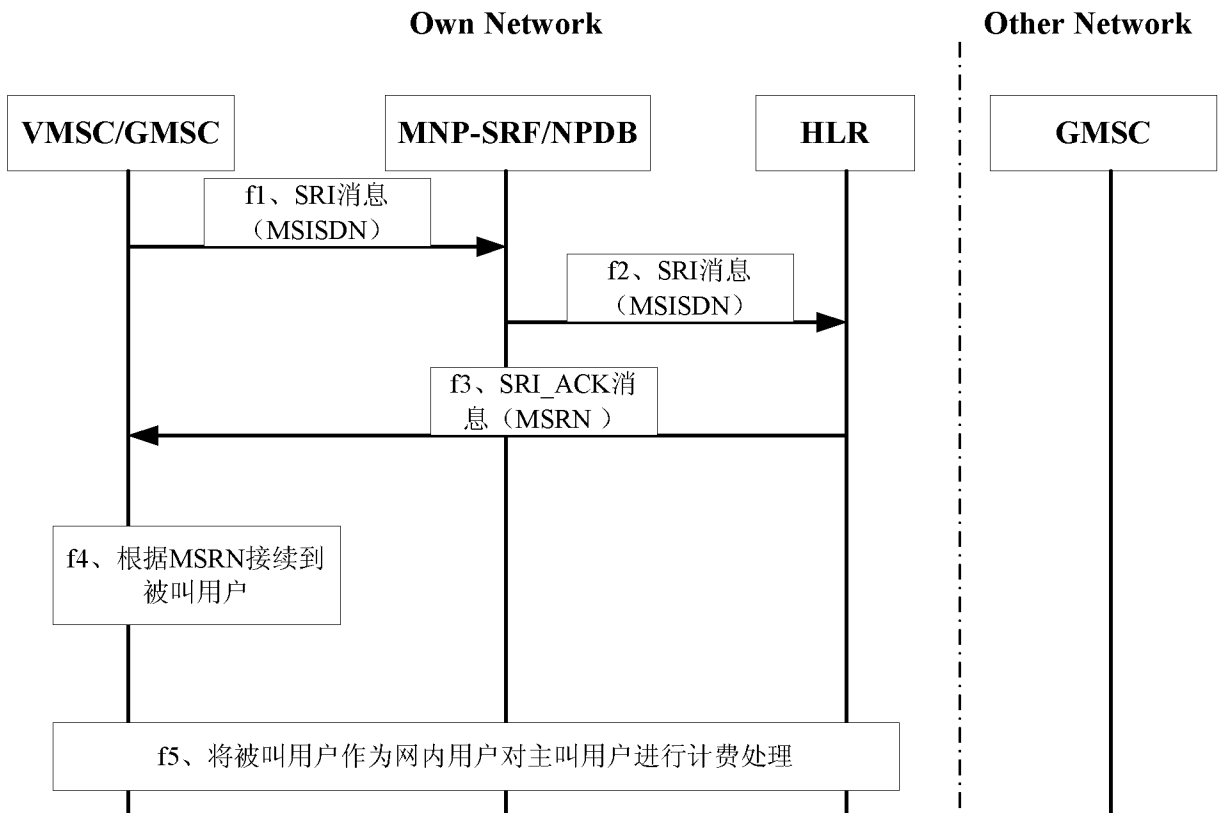 Own Network
Other Network
VMSC/GMSC
MNP-SRF/NPDB
HLR
GMSC
f1、SRI消息
（MSISDN）
f2、SRI消息
（MSISDN）
f3、SRI_ACK消
息（MSRN ）
f4、根据MSRN接续到
被叫用户
f5、将被叫用户作为网内用户对主叫用户进行计费处理